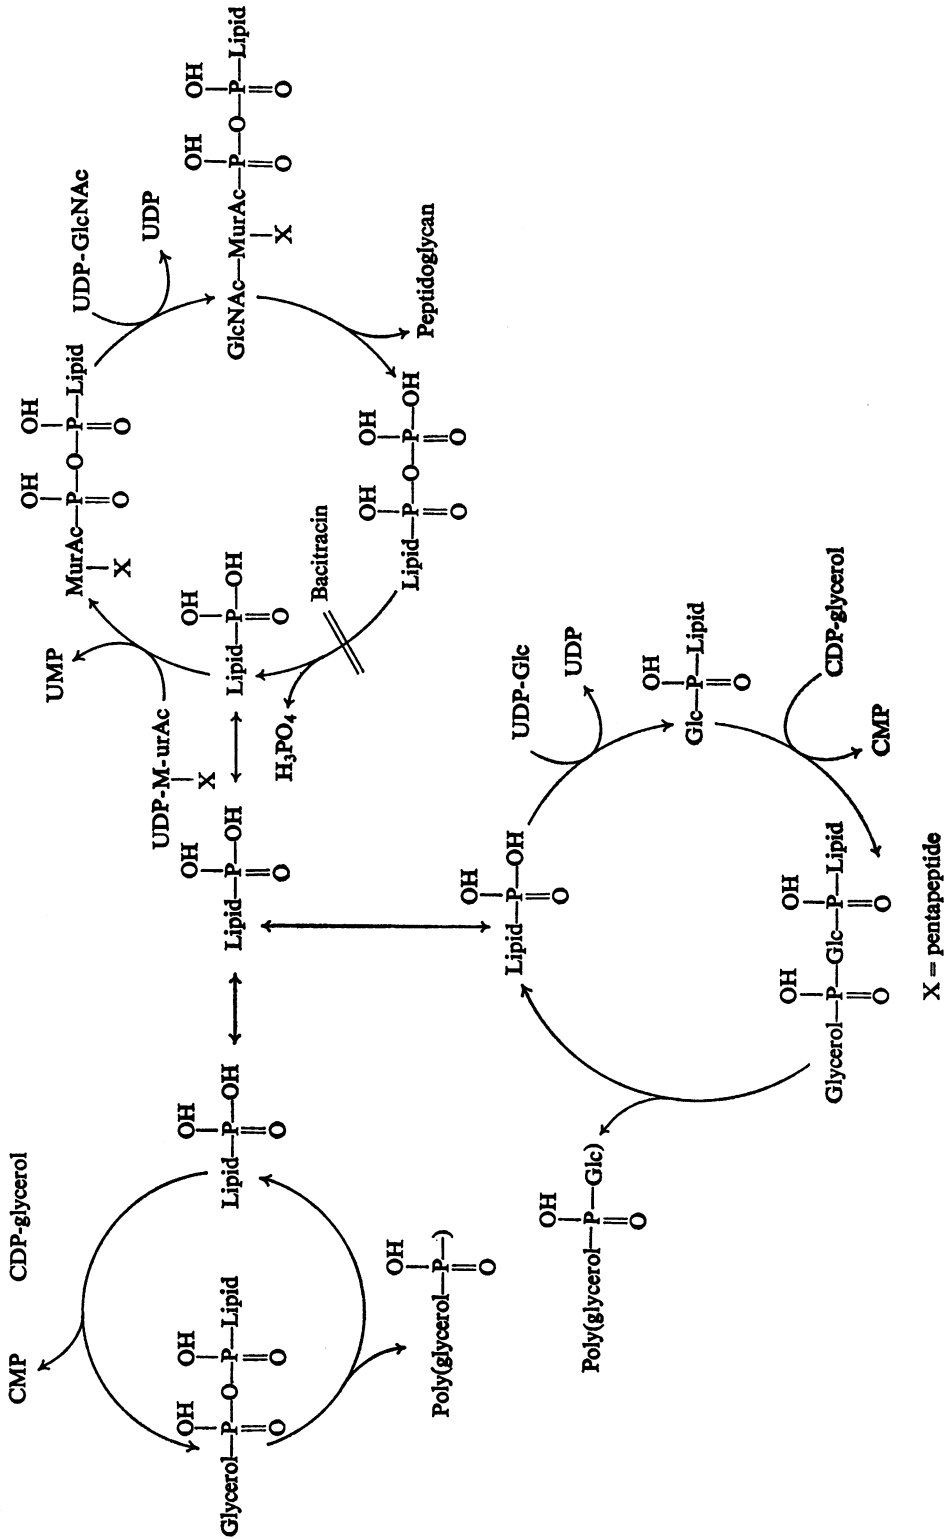 CMP
CDP-glycerol
OH OH
Glycerol—P—O—P—Lipid
O O
OH
Lipid—P—OH
O
OH
Poly(glycerol—P—)
O
OH
Lipid—P—OH
O
UDP-M-urAc
X
UMP
OH
Lipid—P—OH
O
H₃PO₄
Bacitracin
OH OH
MurAc—P—O—P—Lipid
X O O
UDP-GlcNAc
UDP
OH OH
GlcNAc—MurAc—P—O—P—Lipid
X O O
Peptidoglycan
OH OH
Lipid—P—O—P—OH
O O
OH
Poly(glycerol—P—Glc)
O
OH
Lipid—P—OH
O
UDP-Glc
UDP
OH
Glc—P—Lipid
O
CDP-glycerol
CMP
OH OH
Glycerol—P—Glc—P—Lipid
O O
X = pentapeptide